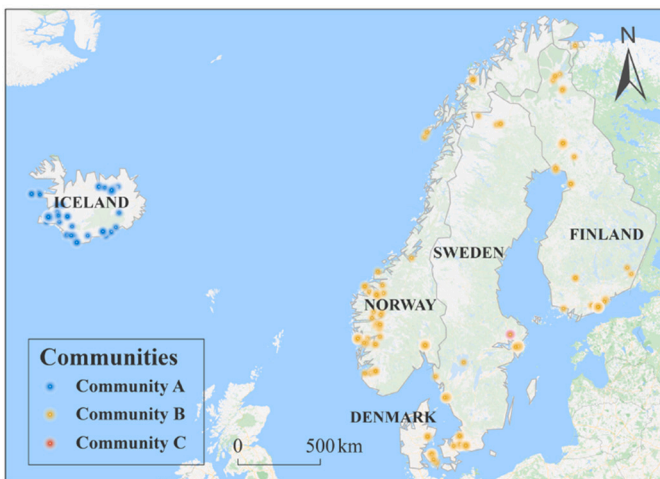 N
ICELAND
FINLAND
SWEDEN
NORWAY
DENMARK
Communities
Community A
Community B
Community C
0 500 km